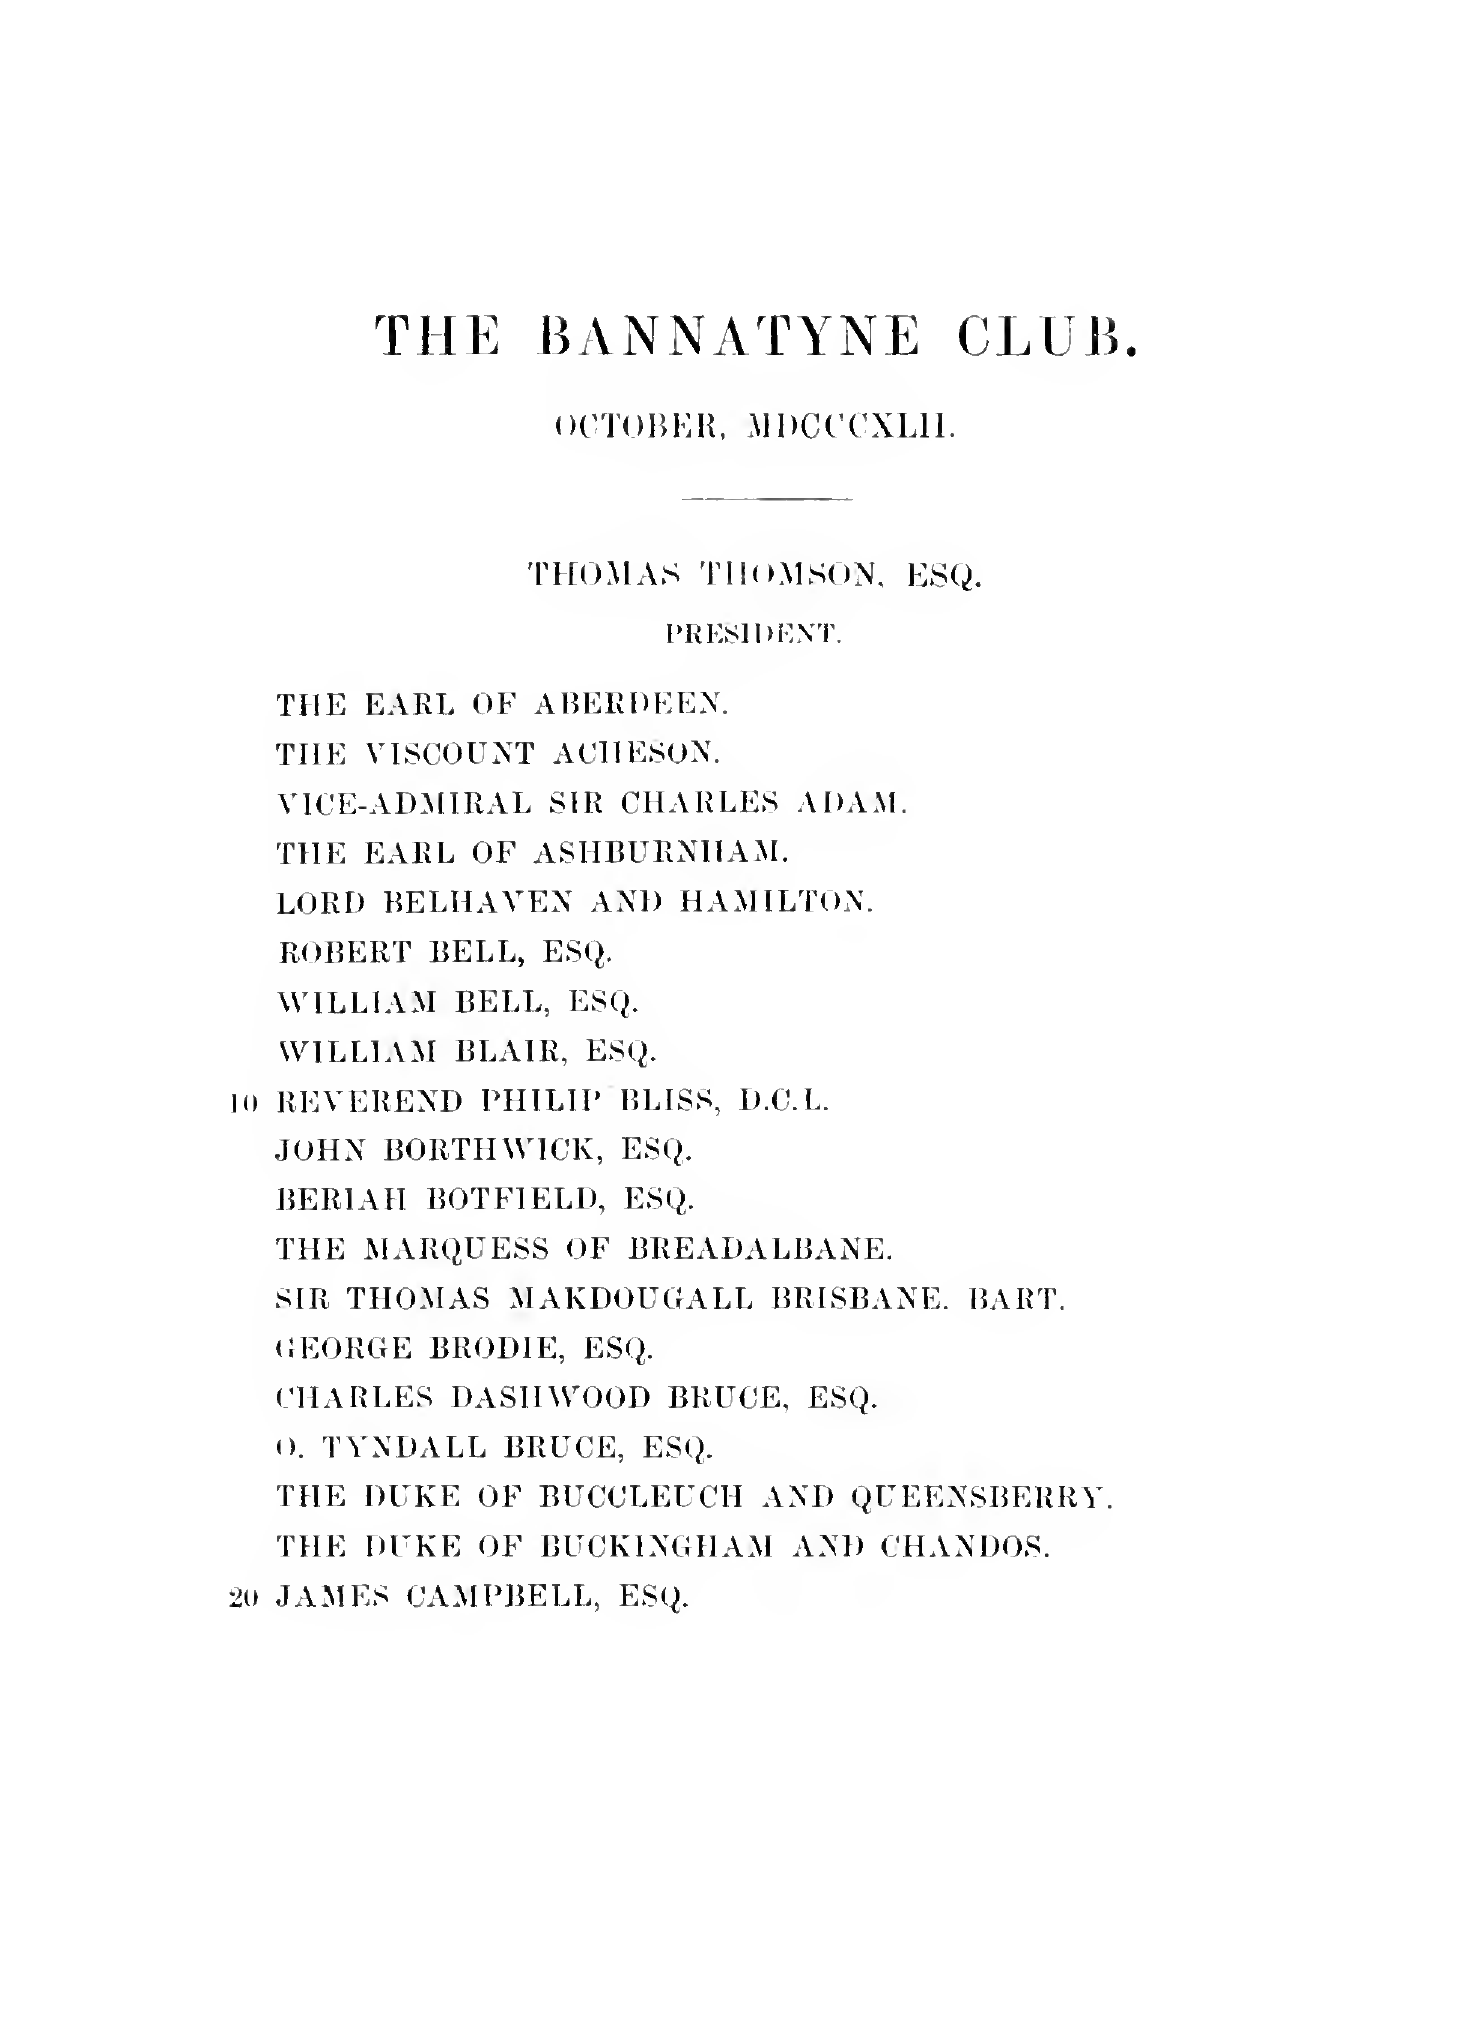 THE BANNATYNE CLUB.
OCTOBER, MDCCCXLII.
THOMAS THOMSON, ESQ.
PRESIDENT.
THE EARL OF ABERDEEN.
THE VISCOUNT ACHESON.
VICE-ADMIRAL SIR CHARLES ADAM.
THE EARL OF ASHBURNHAM.
LORD BELHAVEN AND HAMILTON.
ROBERT BELL, ESQ.
WILLIAM BELL, ESQ.
WILLIAM BLAIR, ESQ.
10 REVEREND PHILIP BLISS, D.C.L.
JOHN BORTHWICK, ESQ.
BERIAH BOTFIELD, ESQ.
THE MARQUESS OF BREADALBANE.
SIR THOMAS MAKDOUGALL BRISBANE. BART.
GEORGE BRODIE, ESQ.
CHARLES DASHWOOD BRUCE, ESQ.
O. TYNDALL BRUCE, ESQ.
THE DUKE OF BUCCLEUCH AND QUEENSBERRY.
THE DUKE OF BUCKINGHAM AND CHANDOS.
20 JAMES CAMPBELL, ESQ.